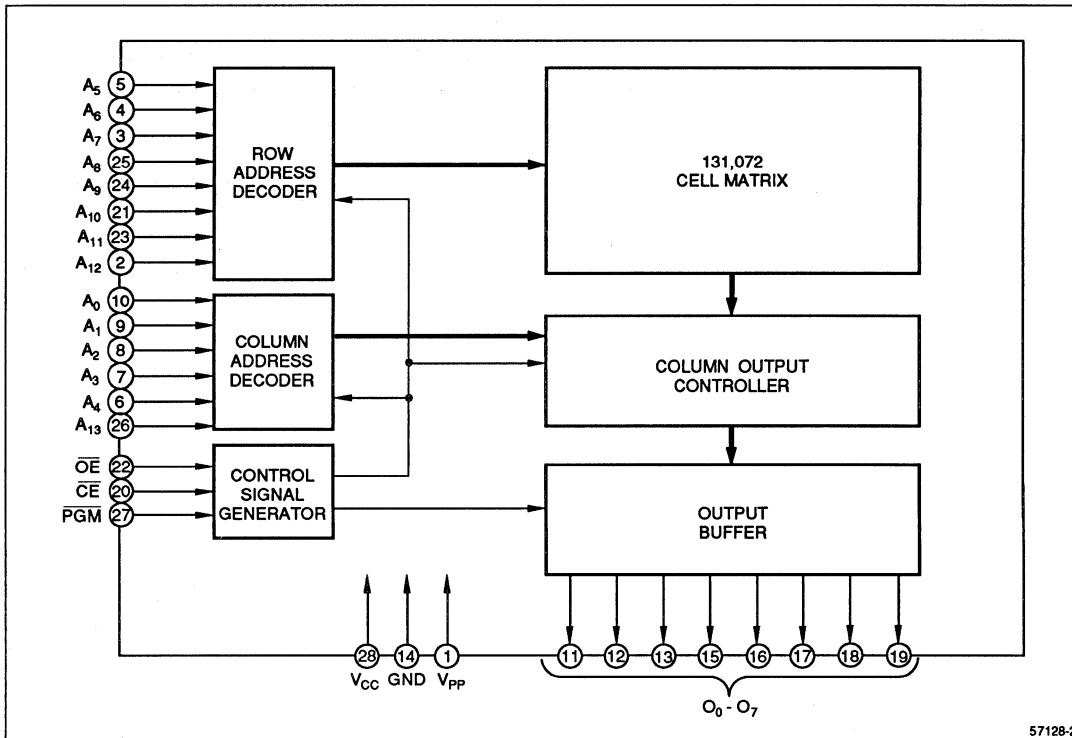 A5 5
A6 4
A7 3
A8 25
A9 24
A10 21
A11 23
A12 2
ROW
ADDRESS
DECODER
131,072
CELL MATRIX
A0 10
A1 9
A2 8
A3 7
A4 6
A13 26
COLUMN
ADDRESS
DECODER
COLUMN OUTPUT
CONTROLLER
O̅E̅ 22
C̅E̅ 20
P̅G̅M̅ 27
CONTROL
SIGNAL
GENERATOR
OUTPUT
BUFFER
28 14 1
VCC GND VPP
11 12 13 15 16 17 18 19
O0 - O7
57128-2